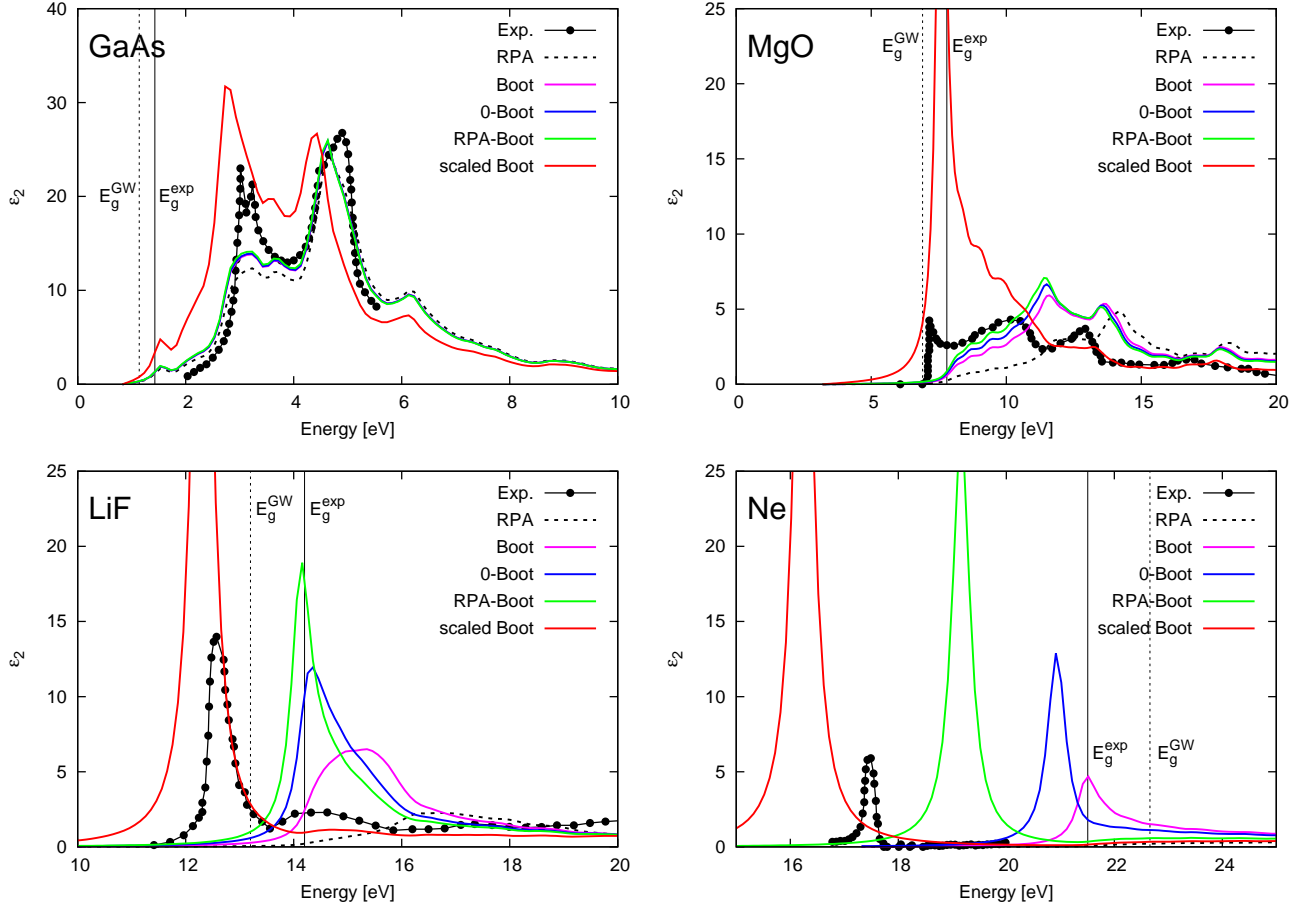 GaAs
40
30
20
10
0
ε2
E_g^GW
E_g^exp
Exp.
RPA
Boot
0-Boot
RPA-Boot
scaled Boot
0 2 4 6 8 10
Energy [eV]
MgO
25
20
15
10
5
0
ε2
E_g^GW
E_g^exp
Exp.
RPA
Boot
0-Boot
RPA-Boot
scaled Boot
0 5 10 15 20
Energy [eV]
LiF
25
20
15
10
5
0
ε2
E_g^GW
E_g^exp
Exp.
RPA
Boot
0-Boot
RPA-Boot
scaled Boot
10 12 14 16 18 20
Energy [eV]
Ne
25
20
15
10
5
0
ε2
Exp.
RPA
Boot
0-Boot
RPA-Boot
scaled Boot
E_g^exp
E_g^GW
16 18 20 22 24
Energy [eV]